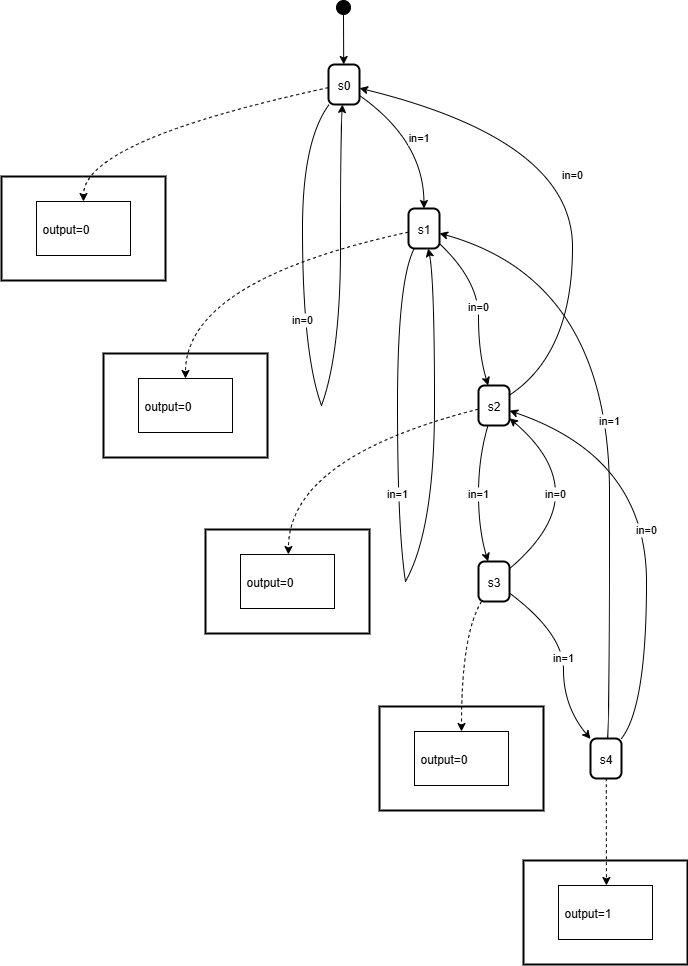 s0
in=1
in=0
output=0
s1
in=0
in=0
output=0
s2
in=1
in=1
in=1
in=0
in=0
output=0
s3
in=1
output=0
s4
output=1